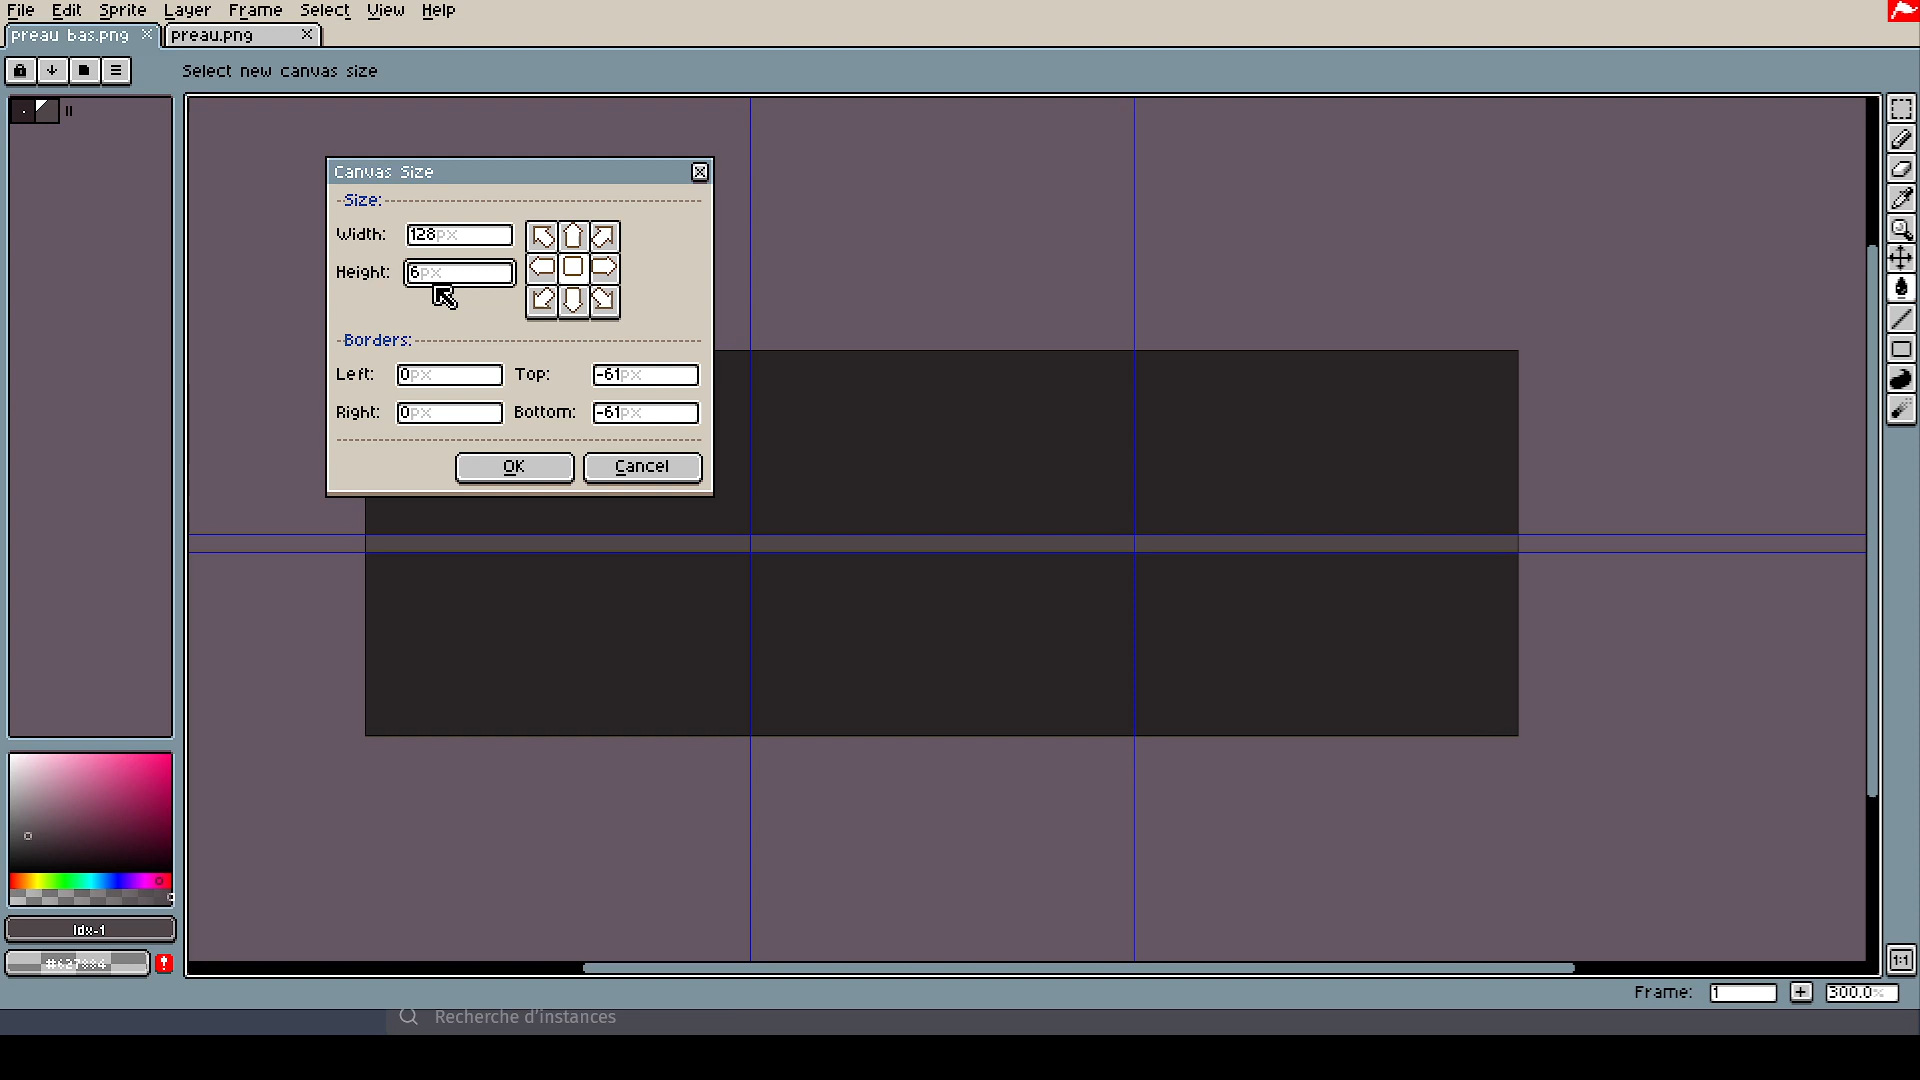 File Edit Sprite Layer Frame Select View Help
preau bas.png preau.png
Select new canvas size
Canvas Size
Size:
Width: 128px
Height: 6px
Borders:
Left: 0px Top: -61px
Right: 0px Bottom: -61px
OK Cancel
Idx-1
1:1
Frame: 1 + 300.0%
Recherche d'instances